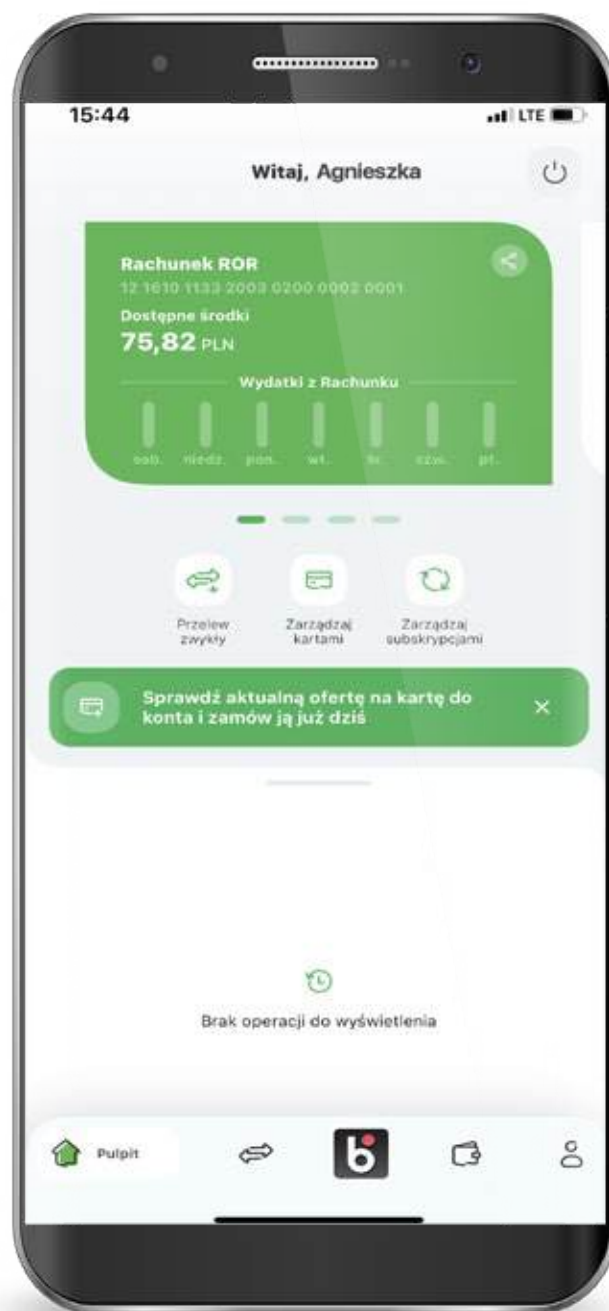 15:44
LTE
Witaj, Agnieszka
Rachunek ROR
12 1610 1133 2003 0200 0002 0001
Dostępne środki
75,82 PLN
Wydatki z Rachunku
sob. niedz. pon. wt. śr. czw. pt.
Przelew zwykły
Zarządzaj kartami
Zarządzaj subskrypcjami
Sprawdź aktualną ofertę na kartę do
konta i zamów ją już dziś
Brak operacji do wyświetlenia
Pulpit